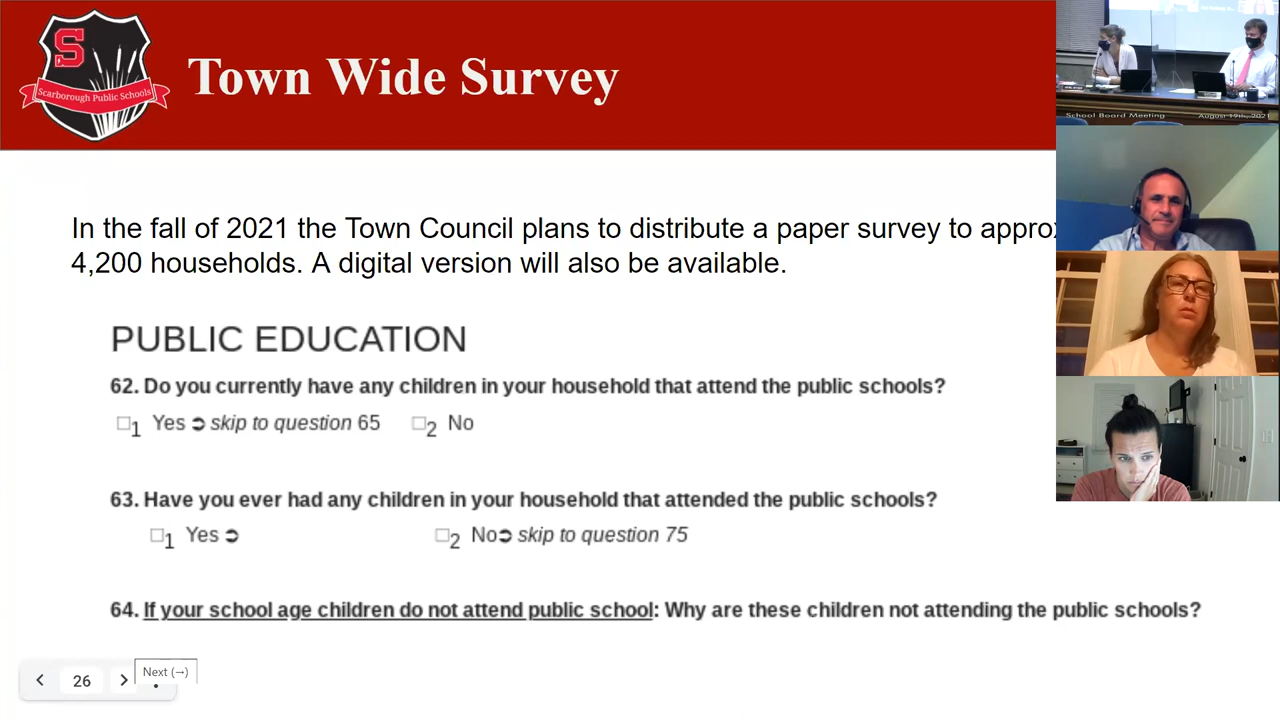 S
Scarborough Public Schools
Town Wide Survey
School Board Meeting August 19th, 2021
In the fall of 2021 the Town Council plans to distribute a paper survey to approx
4,200 households. A digital version will also be available.
PUBLIC EDUCATION
62. Do you currently have any children in your household that attend the public schools?
□1 Yes ➲ skip to question 65 □2 No
63. Have you ever had any children in your household that attended the public schools?
□1 Yes ➲ □2 No➲ skip to question 75
64. If your school age children do not attend public school: Why are these children not attending the public schools?
26
Next (→)